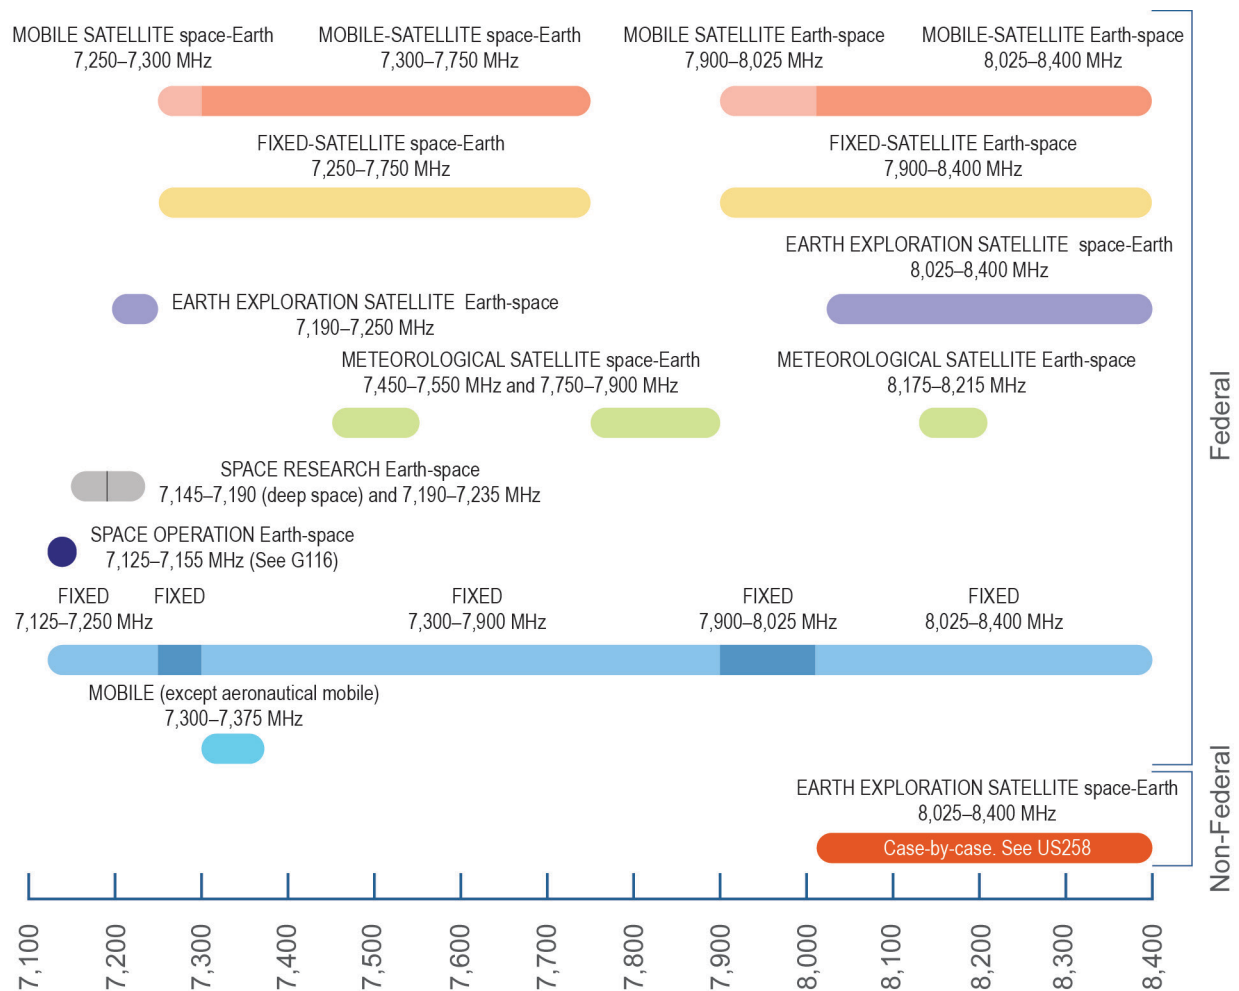 MOBILE SATELLITE space-Earth
7,250–7,300 MHz
MOBILE-SATELLITE space-Earth
7,300–7,750 MHz
MOBILE SATELLITE Earth-space
7,900–8,025 MHz
MOBILE-SATELLITE Earth-space
8,025–8,400 MHz
FIXED-SATELLITE space-Earth
7,250–7,750 MHz
FIXED-SATELLITE Earth-space
7,900–8,400 MHz
EARTH EXPLORATION SATELLITE space-Earth
8,025–8,400 MHz
EARTH EXPLORATION SATELLITE Earth-space
7,190–7,250 MHz
METEOROLOGICAL SATELLITE space-Earth
7,450–7,550 MHz and 7,750–7,900 MHz
METEOROLOGICAL SATELLITE Earth-space
8,175–8,215 MHz
SPACE RESEARCH Earth-space
7,145–7,190 (deep space) and 7,190–7,235 MHz
SPACE OPERATION Earth-space
7,125–7,155 MHz (See G116)
FIXED
7,125–7,250 MHz
FIXED
FIXED
7,300–7,900 MHz
FIXED
7,900–8,025 MHz
FIXED
8,025–8,400 MHz
MOBILE (except aeronautical mobile)
7,300–7,375 MHz
Federal
EARTH EXPLORATION SATELLITE space-Earth
8,025–8,400 MHz
Case-by-case. See US258
Non-Federal
7,100
7,200
7,300
7,400
7,500
7,600
7,700
7,800
7,900
8,000
8,100
8,200
8,300
8,400